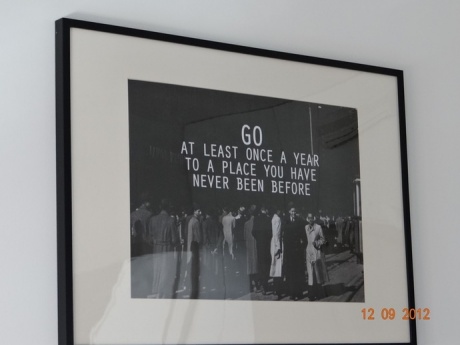 GO
AT LEAST ONCE A YEAR
TO A PLACE YOU HAVE
NEVER BEEN BEFORE
12 09 2012